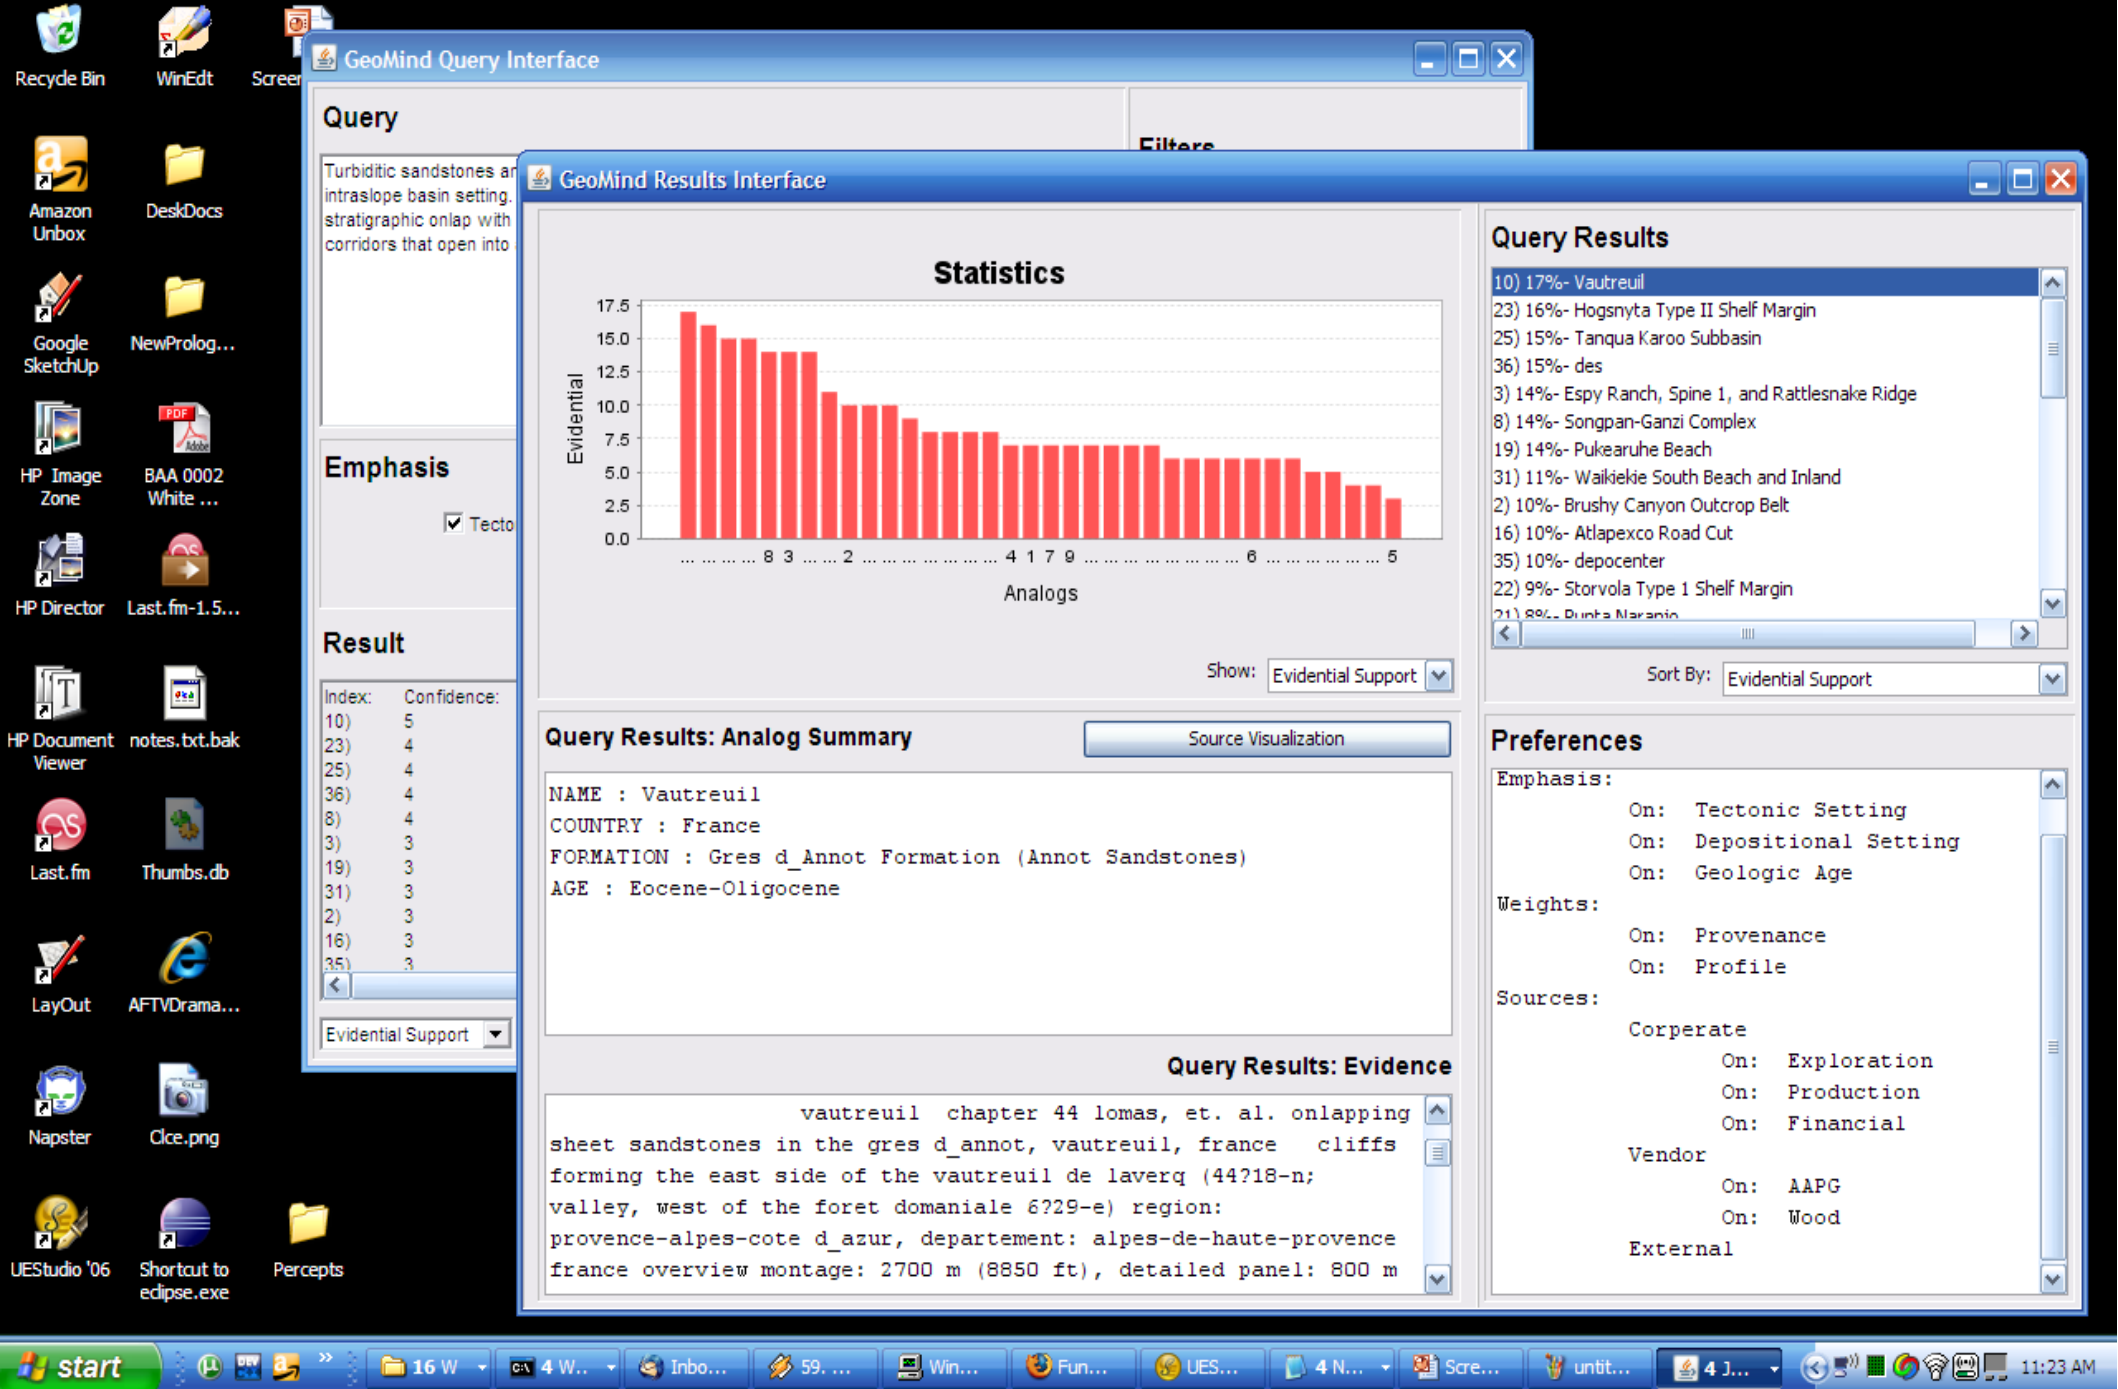 Recycle Bin
WinEdt
Screen
Amazon
Unbox
DeskDocs
Google
SketchUp
NewProlog...
HP Image
Zone
BAA 0002
White ...
HP Director
Last.fm-1.5...
HP Document
Viewer
notes.txt.bak
Last.fm
Thumbs.db
LayOut
AFTVDrama...
Napster
Clce.png
UEStudio '06
Shortcut to
eclipse.exe
Percepts
GeoMind Query Interface
Query
Filters
Turbiditic sandstones
intraslope basin setting.
stratigraphic onlap with
corridors that open into
Emphasis
Tecto
Result
Index: Confidence:
10) 5
23) 4
25) 4
36) 4
8) 4
3) 3
19) 3
31) 3
2) 3
16) 3
35) 3
Evidential Support
GeoMind Results Interface
Statistics
17.5
15.0
12.5
10.0
7.5
5.0
2.5
0.0
Evidential
... ... ... ... 8 3 ... ... 2 ... ... ... ... ... ... ... 4 1 7 9 ... ... ... ... ... ... ... ... 6 ... ... ... ... ... ... 5
Analogs
Show: Evidential Support
Query Results
10) 17%- Vautreuil
23) 16%- Hogsnyta Type II Shelf Margin
25) 15%- Tanqua Karoo Subbasin
36) 15%- des
3) 14%- Espy Ranch, Spine 1, and Rattlesnake Ridge
8) 14%- Songpan-Ganzi Complex
19) 14%- Pukearuhe Beach
31) 11%- Waikiekie South Beach and Inland
2) 10%- Brushy Canyon Outcrop Belt
16) 10%- Atlapexco Road Cut
35) 10%- depocenter
22) 9%- Storvola Type 1 Shelf Margin
21) 8%- Punta Naranjo
Sort By: Evidential Support
Query Results: Analog Summary
Source Visualization
NAME : Vautreuil
COUNTRY : France
FORMATION : Gres d_Annot Formation (Annot Sandstones)
AGE : Eocene-Oligocene
Query Results: Evidence
vautreuil chapter 44 lomas, et. al. onlapping
sheet sandstones in the gres d_annot, vautreuil, france cliffs
forming the east side of the vautreuil de laverq (44?18-n;
valley, west of the foret domaniale 6?29-e) region:
provence-alpes-cote d_azur, departement: alpes-de-haute-provence
france overview montage: 2700 m (8850 ft), detailed panel: 800 m
Preferences
Emphasis:
On: Tectonic Setting
On: Depositional Setting
On: Geologic Age
Weights:
On: Provenance
On: Profile
Sources:
Corperate
On: Exploration
On: Production
On: Financial
Vendor
On: AAPG
On: Wood
External
start
16 W
4 W...
Inbo...
59. ...
Win...
Fun...
UES...
4 N...
Scre...
untit...
4 J...
11:23 AM